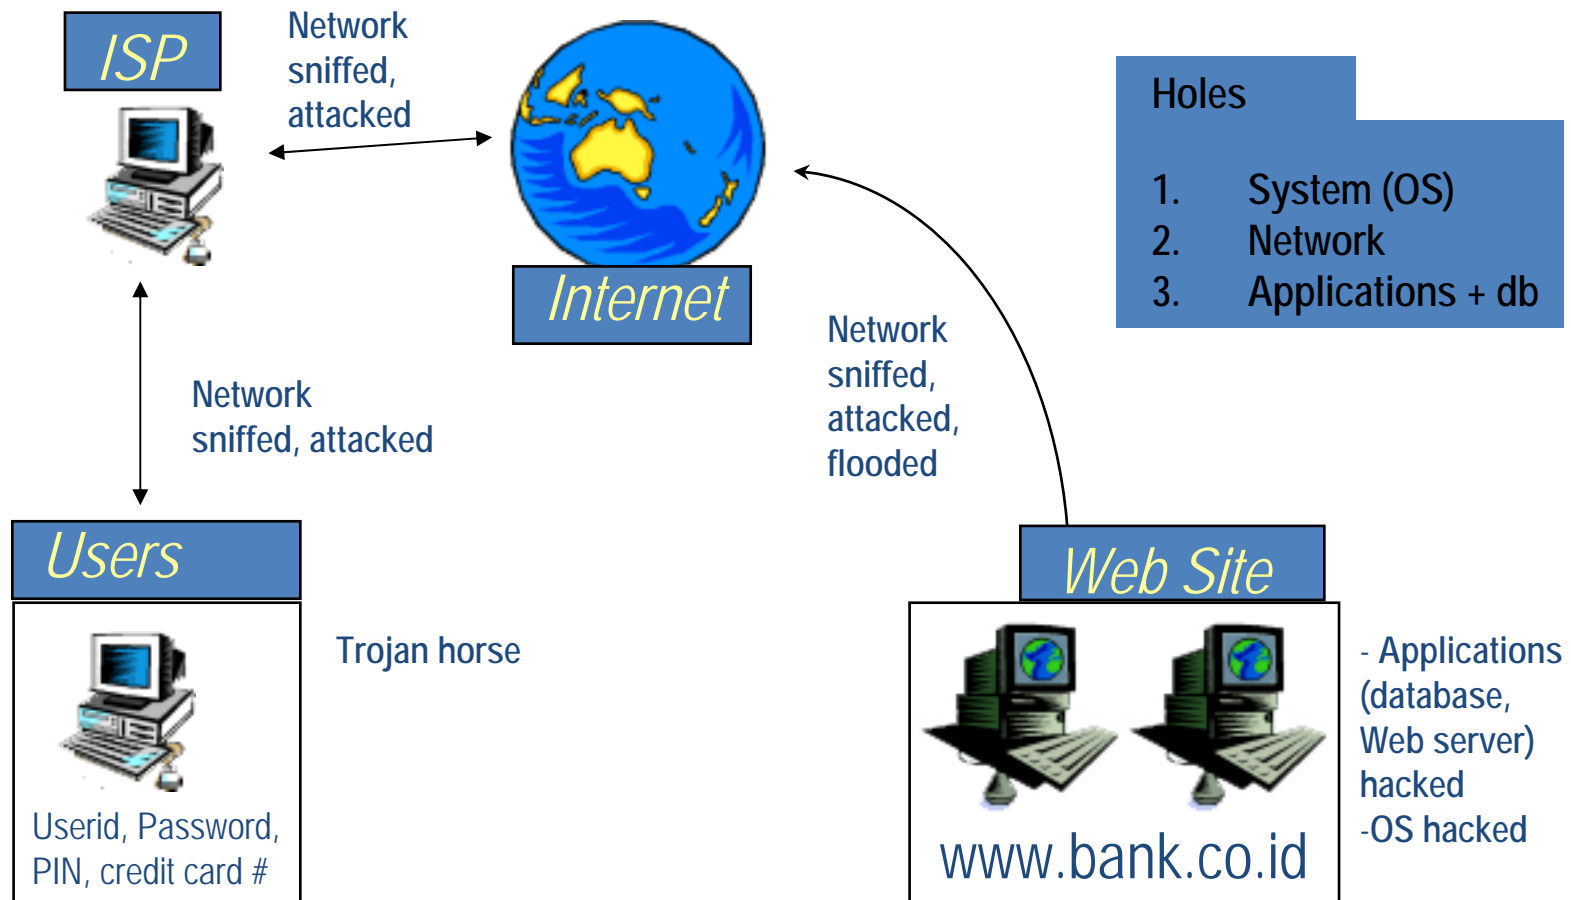 ISP
Network
sniffed,
attacked
Internet
Holes
1. System (OS)
2. Network
3. Applications + db
Network
sniffed,
attacked,
flooded
Network
sniffed, attacked
Users
Trojan horse
Userid, Password,
PIN, credit card #
Web Site
www.bank.co.id
- Applications
(database,
Web server)
hacked
-OS hacked